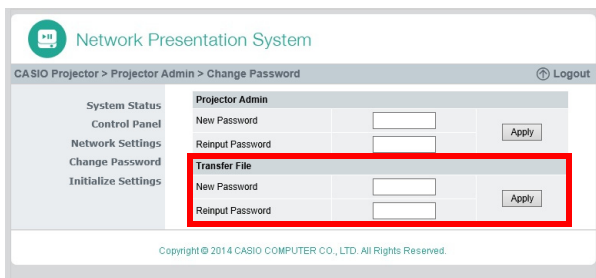 Network Presentation System
CASIO Projector > Projector Admin > Change Password
Logout
System Status
Control Panel
Network Settings
Change Password
Initialize Settings
Projector Admin
New Password
Reinput Password
Apply
Transfer File
New Password
Reinput Password
Apply
Copyright © 2014 CASIO COMPUTER CO., LTD. All Rights Reserved.